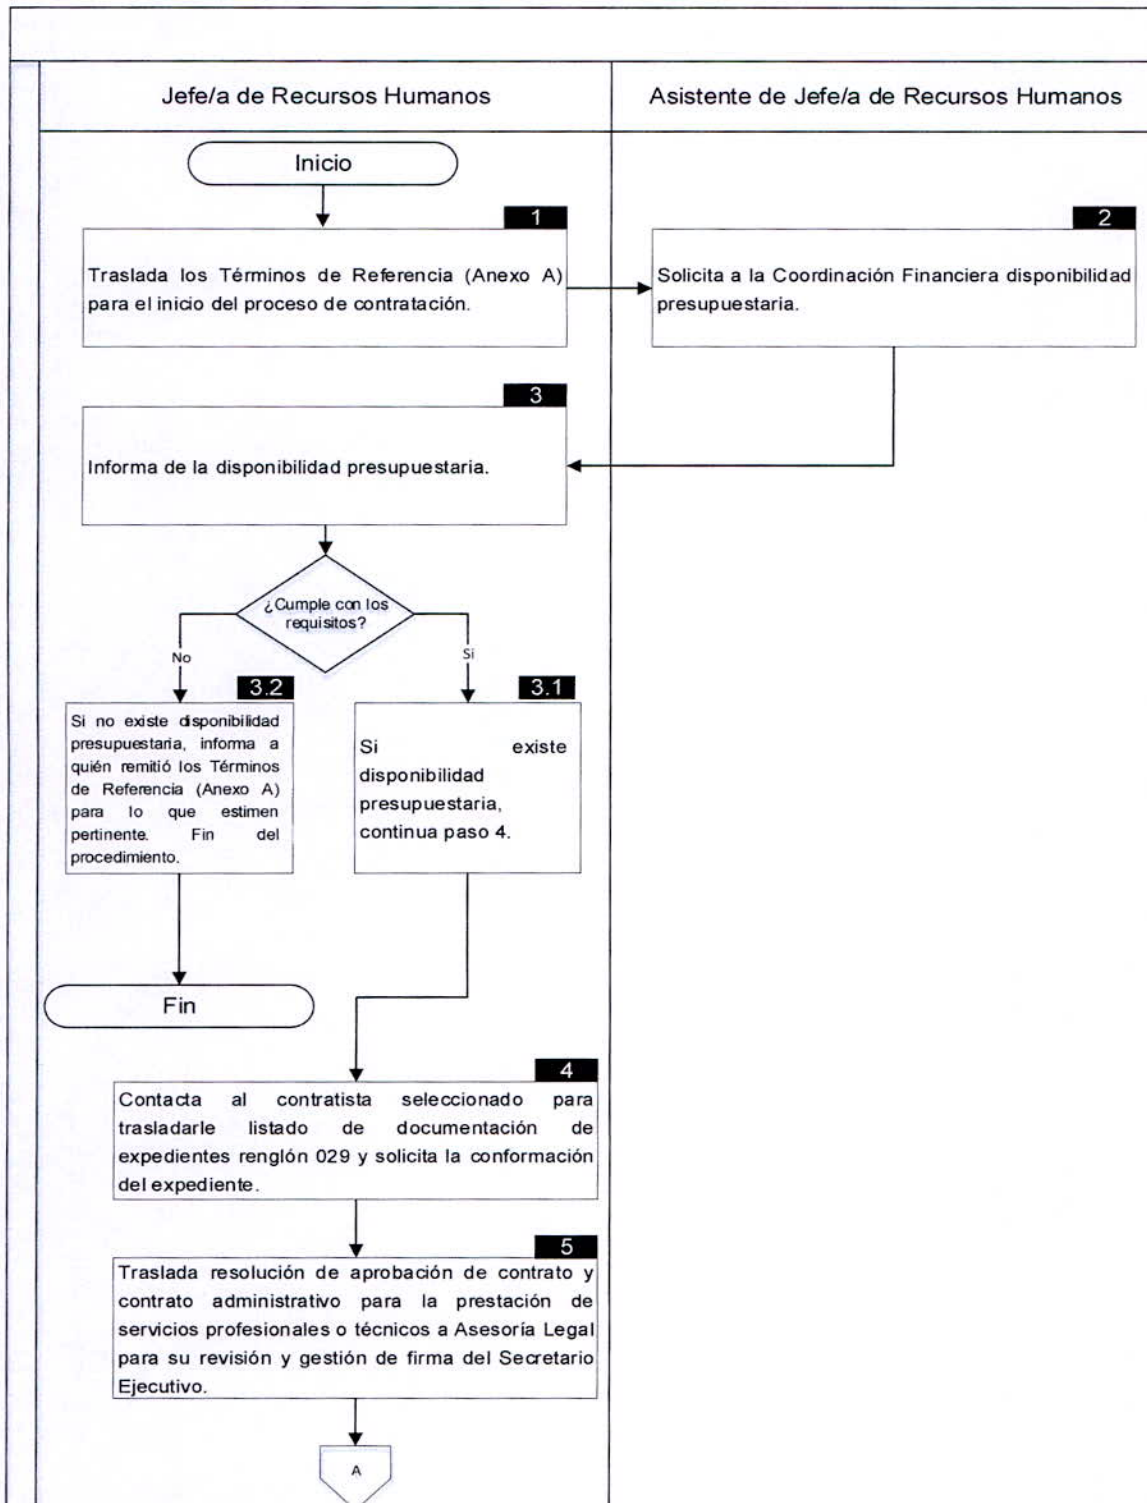 Jefe/a de Recursos Humanos
Asistente de Jefe/a de Recursos Humanos
Inicio
1
Traslada los Términos de Referencia (Anexo A)
para el inicio del proceso de contratación.
2
Solicita a la Coordinación Financiera disponibilidad
presupuestaria.
3
Informa de la disponibilidad presupuestaria.
¿Cumple con los
requisitos?
No
Si
3.2
Si no existe disponibilidad
presupuestaria, informa a
quién remitió los Términos
de Referencia (Anexo A)
para lo que estimen
pertinente. Fin del
procedimiento.
3.1
Si existe
disponibilidad
presupuestaria,
continua paso 4.
Fin
4
Contacta al contratista seleccionado para
trasladarle listado de documentación de
expedientes renglón 029 y solicita la conformación
del expediente.
5
Traslada resolución de aprobación de contrato y
contrato administrativo para la prestación de
servicios profesionales o técnicos a Asesoría Legal
para su revisión y gestión de firma del Secretario
Ejecutivo.
A